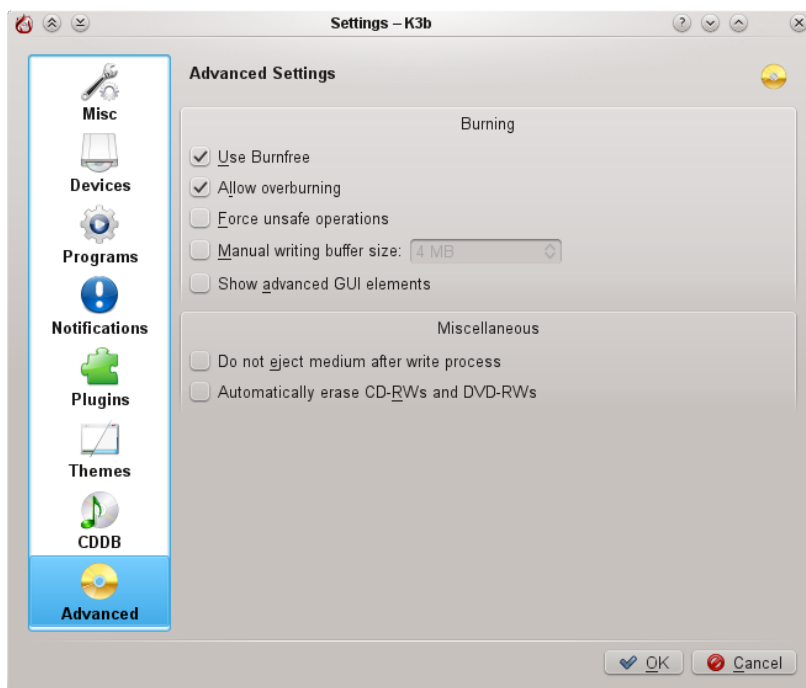 Settings – K3b
Misc
Devices
Programs
Notifications
Plugins
Themes
CDDB
Advanced
Advanced Settings
Burning
Use Burnfree
Allow overburning
Force unsafe operations
Manual writing buffer size: 4 MB
Show advanced GUI elements
Miscellaneous
Do not eject medium after write process
Automatically erase CD-RWs and DVD-RWs
OK Cancel